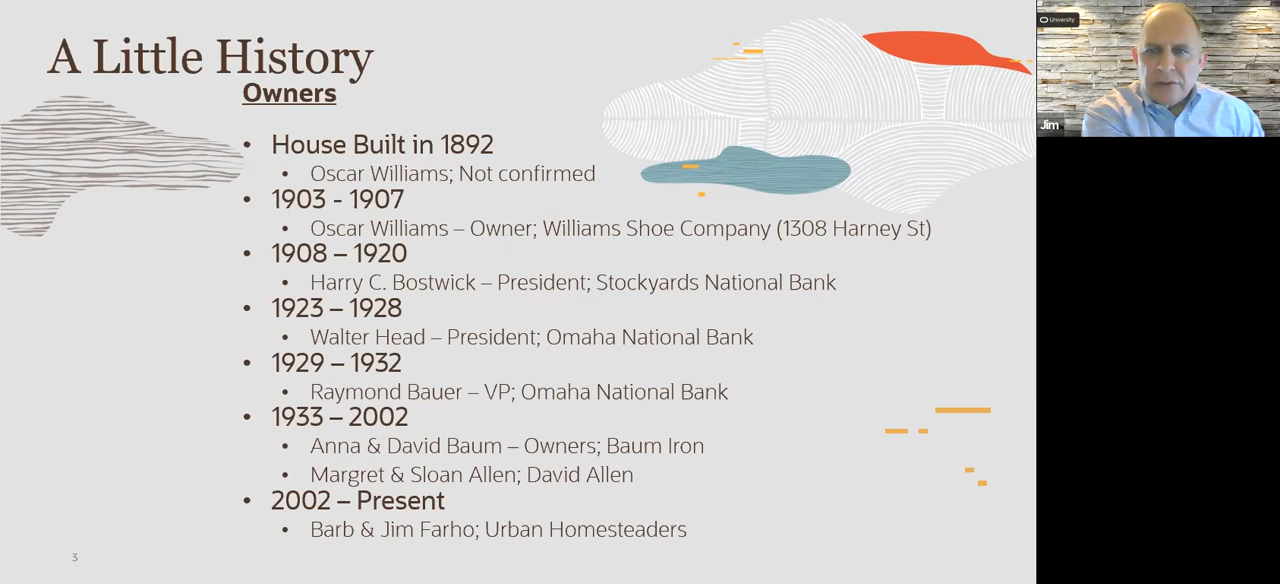 A Little History
Owners
• House Built in 1892
• Oscar Williams; Not confirmed
• 1903 - 1907
• Oscar Williams – Owner; Williams Shoe Company (1308 Harney St)
• 1908 – 1920
• Harry C. Bostwick – President; Stockyards National Bank
• 1923 – 1928
• Walter Head – President; Omaha National Bank
• 1929 – 1932
• Raymond Bauer – VP; Omaha National Bank
• 1933 – 2002
• Anna & David Baum – Owners; Baum Iron
• Margret & Sloan Allen; David Allen
• 2002 – Present
• Barb & Jim Farho; Urban Homesteaders
3
University
Jim